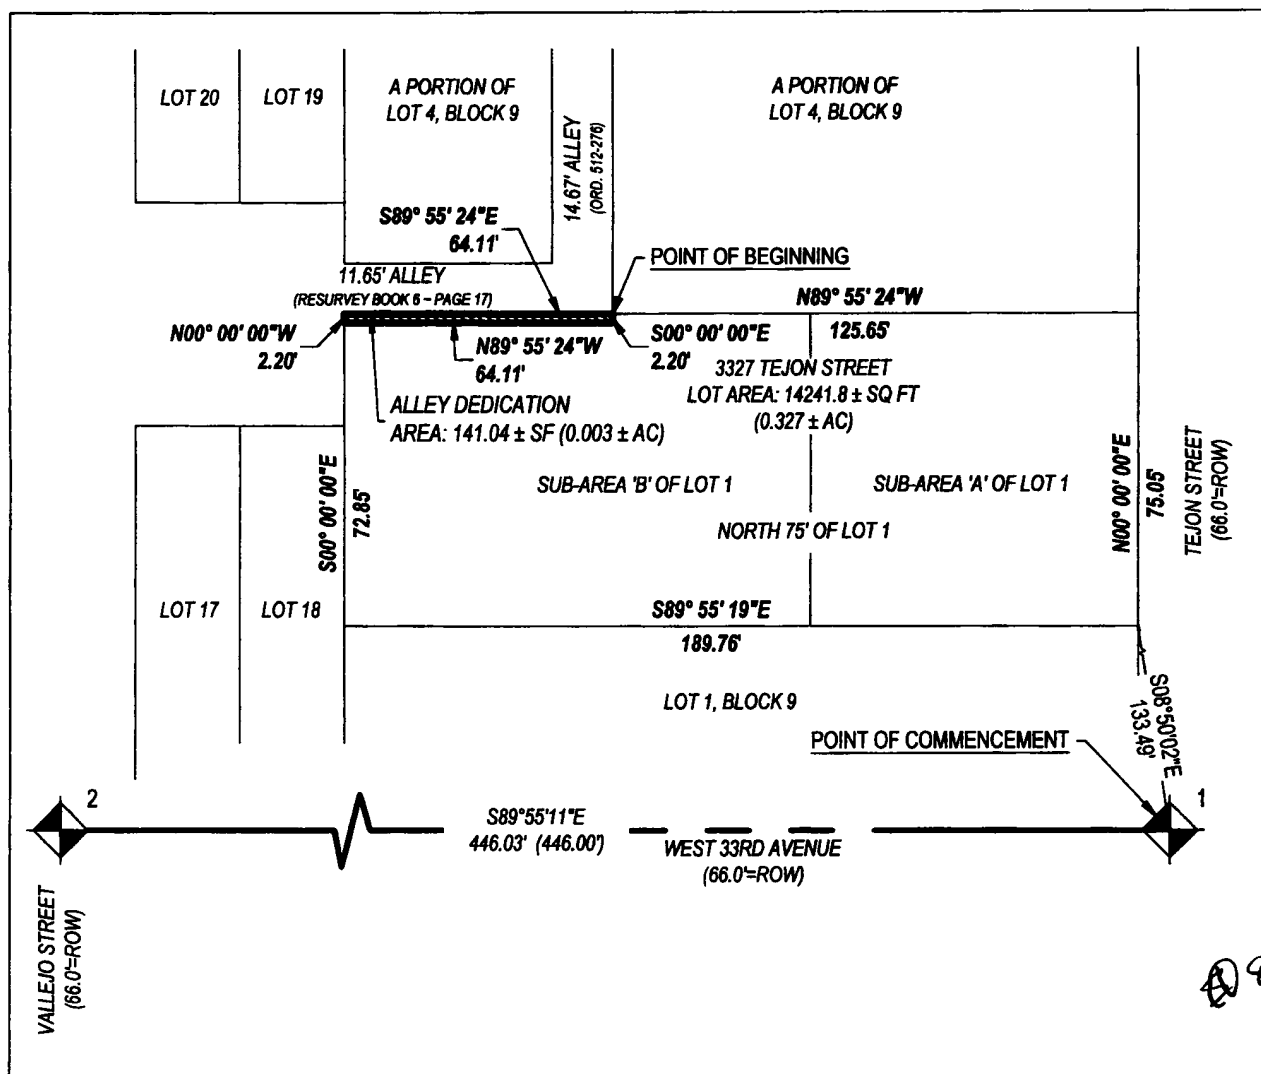 LOT 20
LOT 19
A PORTION OF
LOT 4, BLOCK 9
14.67' ALLEY
(ORD. 512-276)
A PORTION OF
LOT 4, BLOCK 9
S89° 55' 24"E
64.11'
POINT OF BEGINNING
11.65' ALLEY
(RESURVEY BOOK 6 - PAGE 17)
N89° 55' 24"W
125.65'
N00° 00' 00"W
2.20'
N89° 55' 24"W
64.11'
S00° 00' 00"E
2.20'
3327 TEJON STREET
LOT AREA: 14241.8 ± SQ FT
(0.327 ± AC)
ALLEY DEDICATION
AREA: 141.04 ± SF (0.003 ± AC)
S00° 00' 00"E
72.85'
SUB-AREA 'B' OF LOT 1
SUB-AREA 'A' OF LOT 1
N00° 00' 00"E
75.05'
TEJON STREET
(66.0'=ROW)
NORTH 75' OF LOT 1
LOT 17
LOT 18
S89° 55' 19"E
189.76'
LOT 1, BLOCK 9
S08°50'02"E
133.49'
POINT OF COMMENCEMENT
2
1
S89°55'11"E
446.03' (446.00')
WEST 33RD AVENUE
(66.0'=ROW)
VALLEJO STREET
(66.0'=ROW)